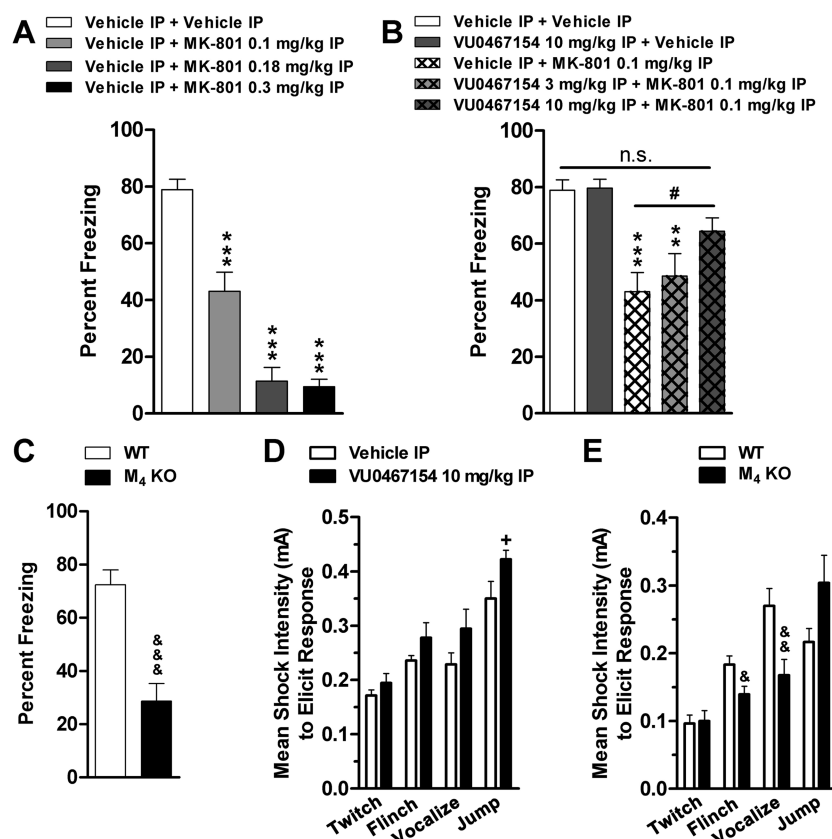 A
Vehicle IP + Vehicle IP
Vehicle IP + MK-801 0.1 mg/kg IP
Vehicle IP + MK-801 0.18 mg/kg IP
Vehicle IP + MK-801 0.3 mg/kg IP
Percent Freezing
100
80
60
40
20
0
***
***
***
B
Vehicle IP + Vehicle IP
VU0467154 10 mg/kg IP + Vehicle IP
Vehicle IP + MK-801 0.1 mg/kg IP
VU0467154 3 mg/kg IP + MK-801 0.1 mg/kg IP
VU0467154 10 mg/kg IP + MK-801 0.1 mg/kg IP
Percent Freezing
100
80
60
40
20
0
n.s.
#
***
**
C
WT
M₄ KO
Percent Freezing
100
80
60
40
20
0
&&&
D
Vehicle IP
VU0467154 10 mg/kg IP
Mean Shock Intensity (mA)
to Elicit Response
0.5
0.4
0.3
0.2
0.1
0.0
+
Twitch
Flinch
Vocalize
Jump
E
WT
M₄ KO
Mean Shock Intensity (mA)
to Elicit Response
0.4
0.3
0.2
0.1
0.0
&
&&
Twitch
Flinch
Vocalize
Jump